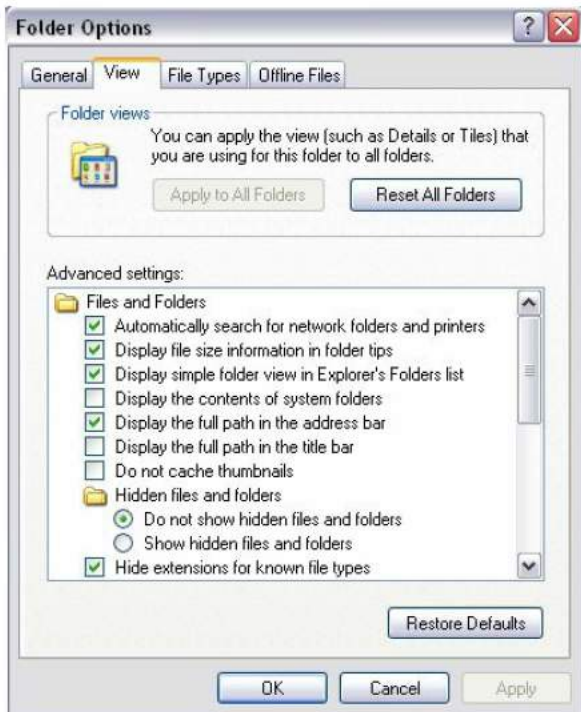 Folder Options
General
View
File Types
Offline Files
Folder views
You can apply the view (such as Details or Tiles) that
you are using for this folder to all folders.
Apply to All Folders
Reset All Folders
Advanced settings:
Files and Folders
Automatically search for network folders and printers
Display file size information in folder tips
Display simple folder view in Explorer's Folders list
Display the contents of system folders
Display the full path in the address bar
Display the full path in the title bar
Do not cache thumbnails
Hidden files and folders
Do not show hidden files and folders
Show hidden files and folders
Hide extensions for known file types
Restore Defaults
OK
Cancel
Apply